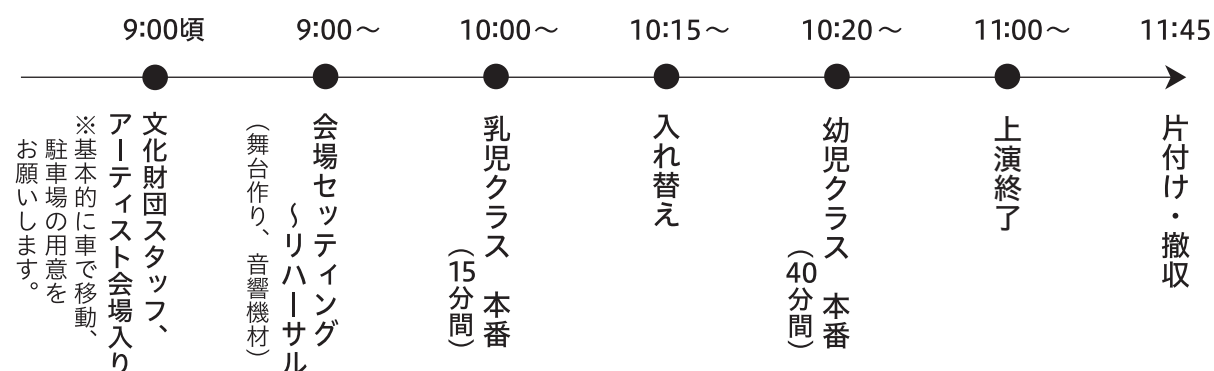 9:00頃
文化財団スタッフ、
アーティスト会場入り
※基本的に車で移動、
駐車場の用意を
お願いします。
9:00〜
会場セッティング
〜リハーサル
（舞台作り、音響機材）
10:00〜
乳児クラス 本番
（15分間）
10:15〜
入れ替え
10:20〜
幼児クラス 本番
（40分間）
11:00〜
上演終了
11:45
片付け・撤収